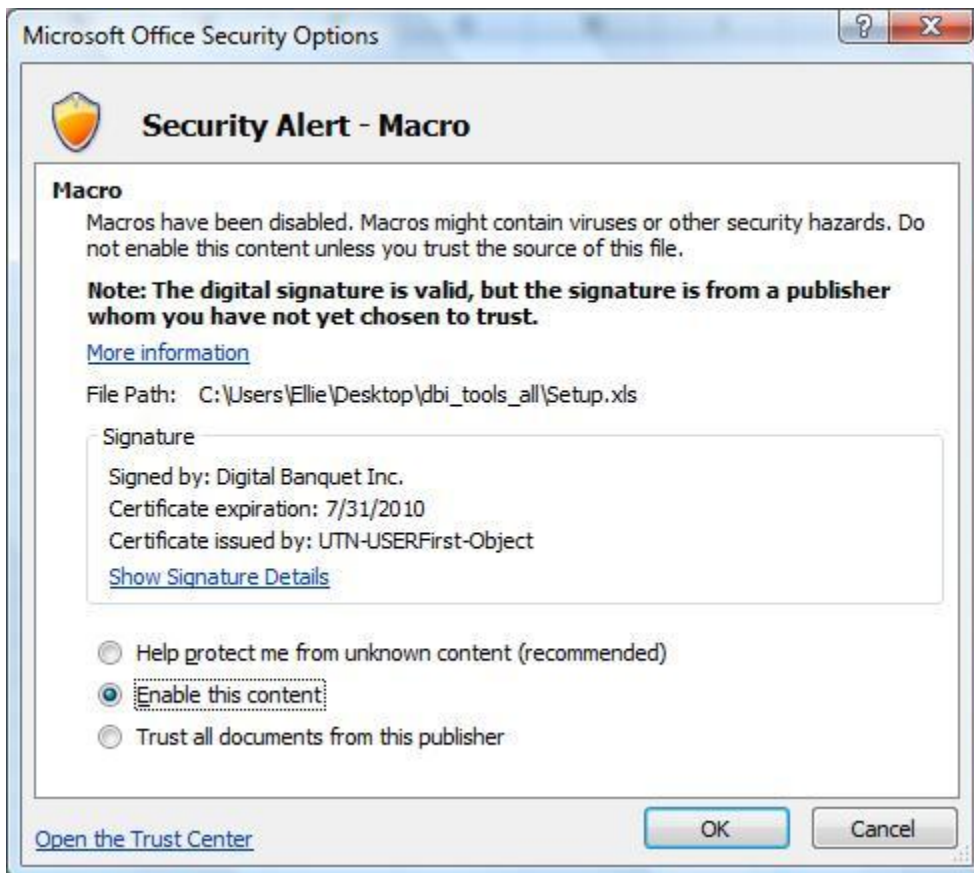 Microsoft Office Security Options
Security Alert - Macro
Macro
Macros have been disabled. Macros might contain viruses or other security hazards. Do
not enable this content unless you trust the source of this file.
Note: The digital signature is valid, but the signature is from a publisher
whom you have not yet chosen to trust.
More information
File Path: C:\Users\Ellie\Desktop\dbi_tools_all\Setup.xls
Signature
Signed by: Digital Banquet Inc.
Certificate expiration: 7/31/2010
Certificate issued by: UTN-USERFirst-Object
Show Signature Details
Help protect me from unknown content (recommended)
Enable this content
Trust all documents from this publisher
Open the Trust Center
OK
Cancel